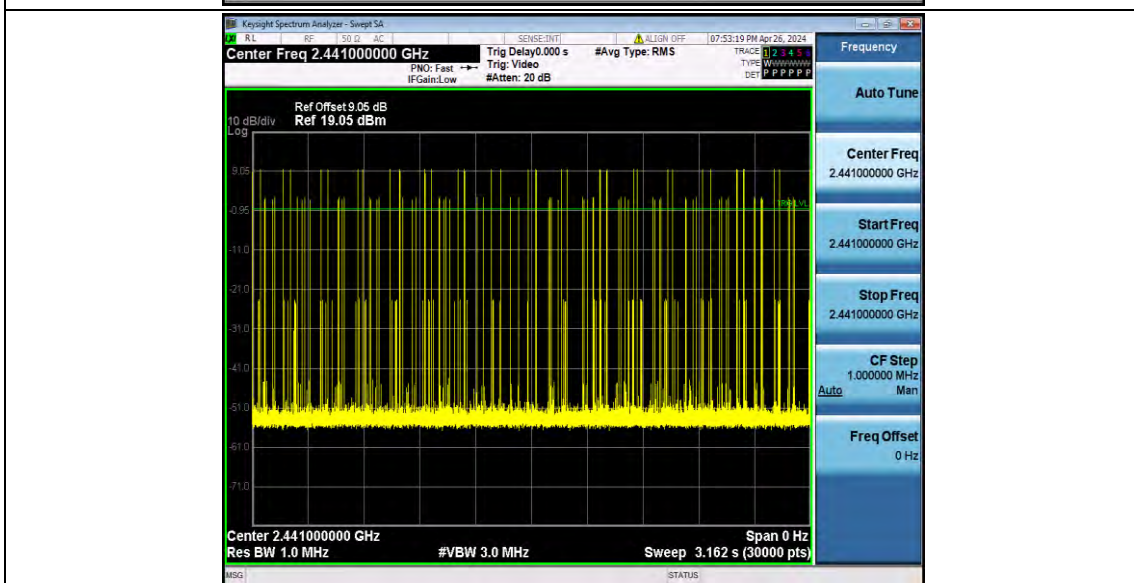 Keysight Spectrum Analyzer - Swept SA
RL RF 50 Ω AC SENSE:INT ALIGN OFF 07:53:19 PM Apr 26, 2024
Center Freq 2.441000000 GHz
PNO: Fast
IFGain:Low
Trig Delay0.000 s
Trig: Video
#Atten: 20 dB
#Avg Type: RMS
TRACE 1 2 3 4 5 6
TYPE WWWWWW
DET P P P P P P
Ref Offset 9.05 dB
10 dB/div Ref 19.05 dBm
Log
9.05
-0.95
TRIG LVL
-11.0
-21.0
-31.0
-41.0
-51.0
-61.0
-71.0
Center 2.441000000 GHz Span 0 Hz
Res BW 1.0 MHz #VBW 3.0 MHz Sweep 3.162 s (30000 pts)
MSG STATUS
Frequency
Auto Tune
Center Freq
2.441000000 GHz
Start Freq
2.441000000 GHz
Stop Freq
2.441000000 GHz
CF Step
1.000000 MHz
Auto Man
Freq Offset
0 Hz